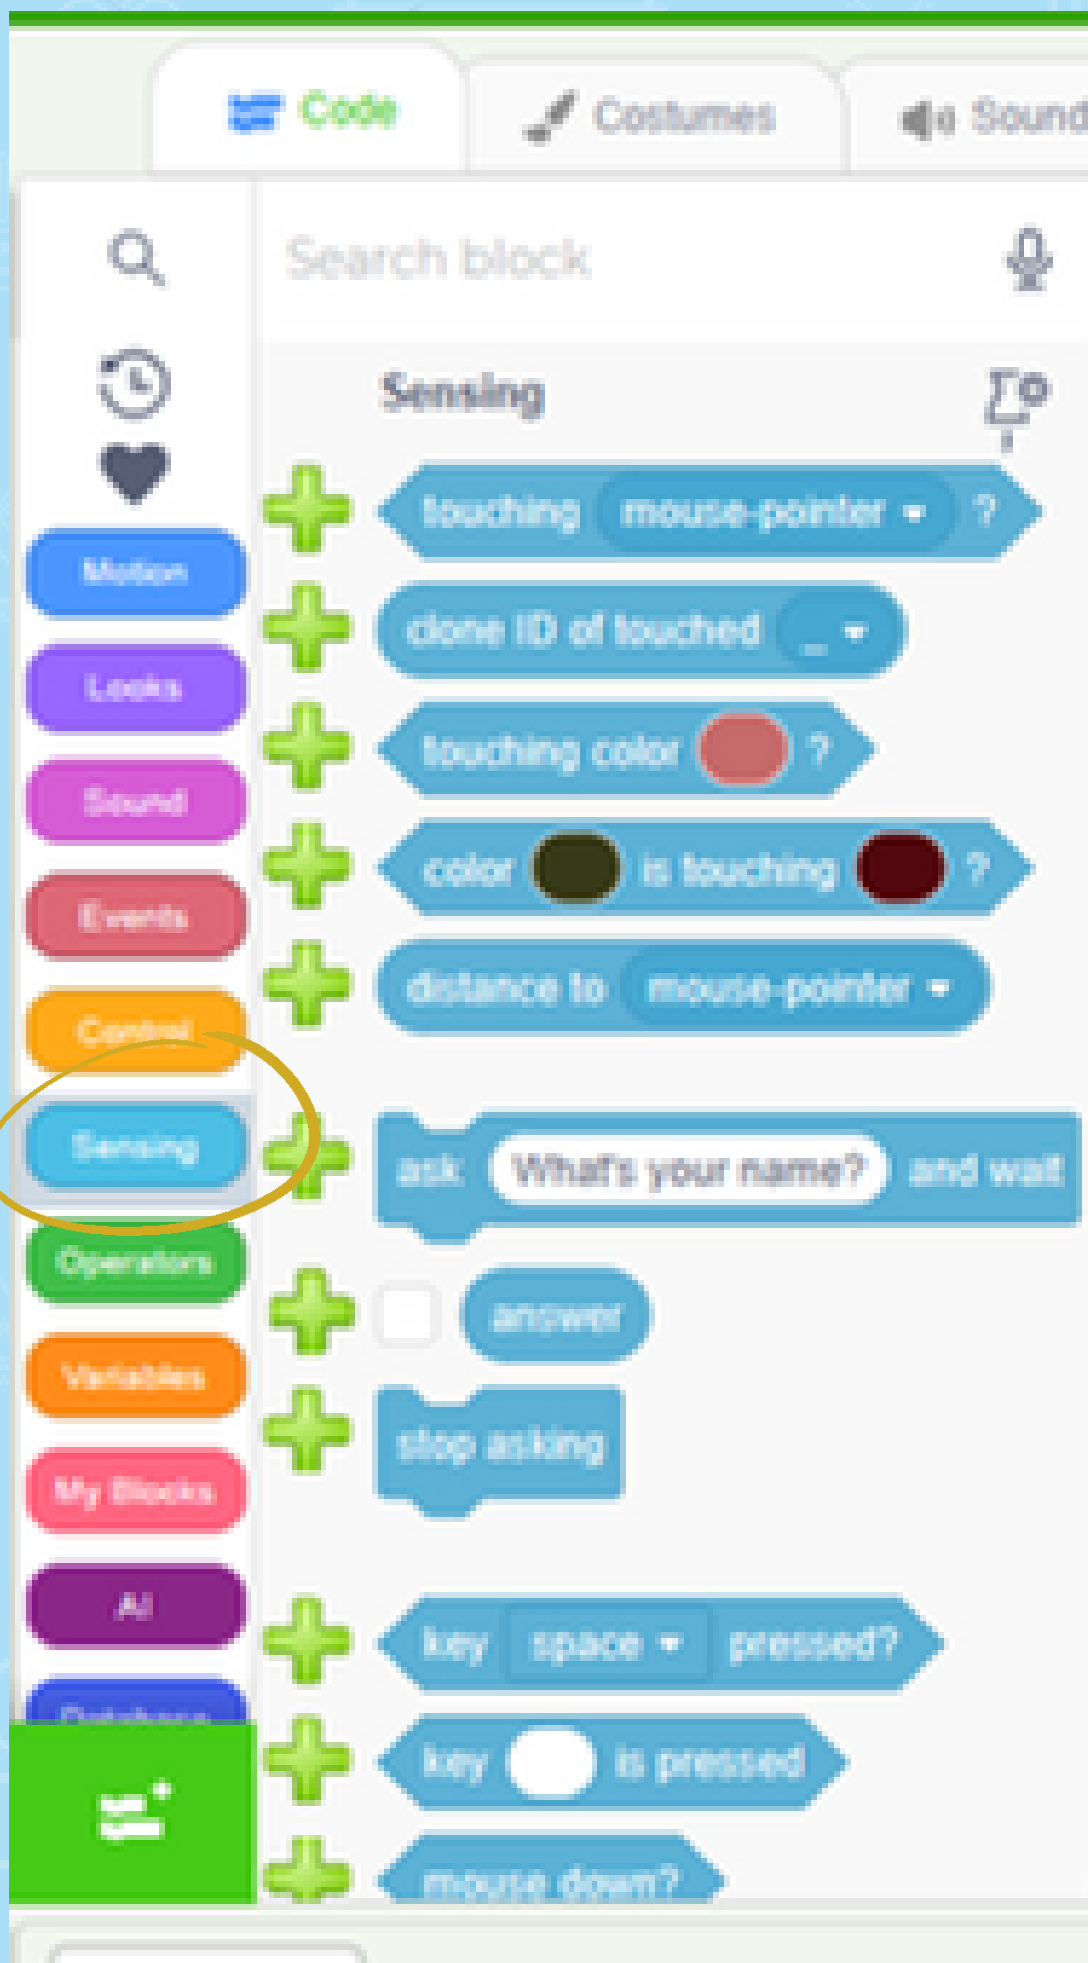 Code Costumes Sound
Search block
Sensing
touching mouse-pointer ?
Motion
clone ID of touched _
Looks
touching color ?
Sound
color is touching ?
Events
distance to mouse-pointer
Control
Sensing
ask What's your name? and wait
Operators
answer
Variables
stop asking
My Blocks
AI
key space pressed?
Database
key is pressed
mouse down?